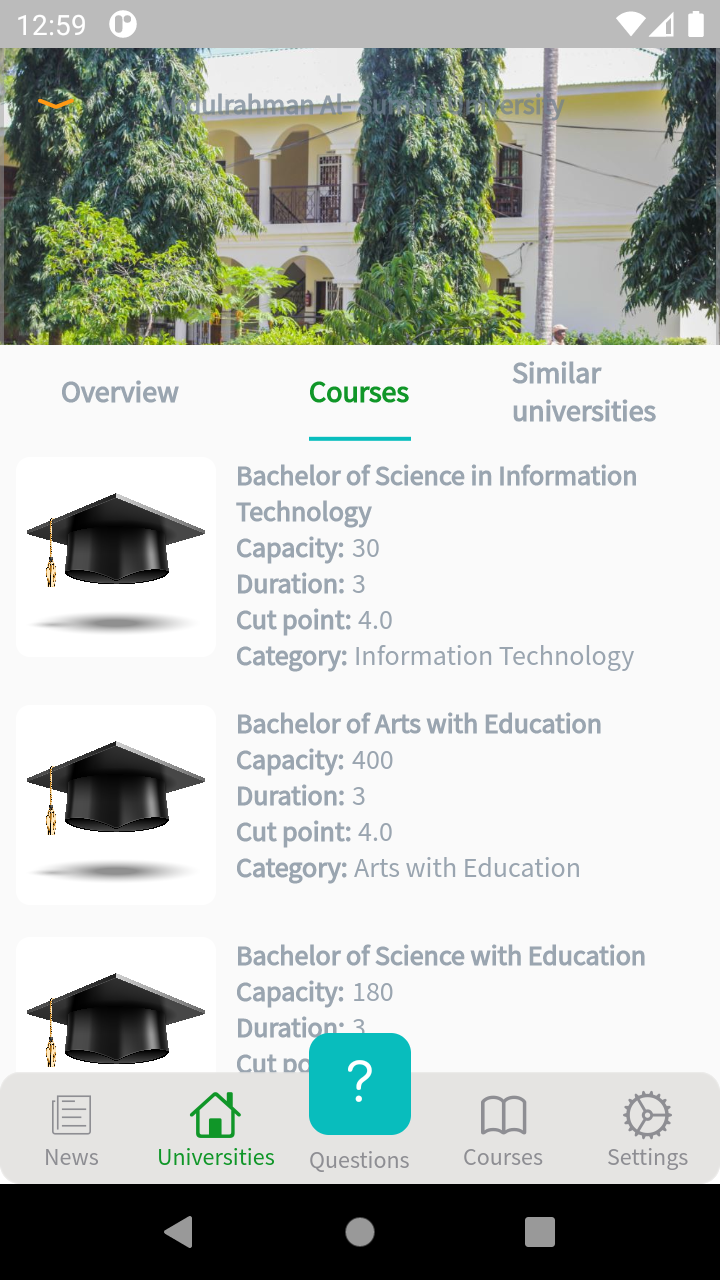 12:59
Abdulrahman Al- Sumait University
Overview
Courses
Similar
universities
Bachelor of Science in Information
Technology
Capacity: 30
Duration: 3
Cut point: 4.0
Category: Information Technology
Bachelor of Arts with Education
Capacity: 400
Duration: 3
Cut point: 4.0
Category: Arts with Education
Bachelor of Science with Education
Capacity: 180
Duration: 3
Cut
?
News
Universities
Questions
Courses
Settings